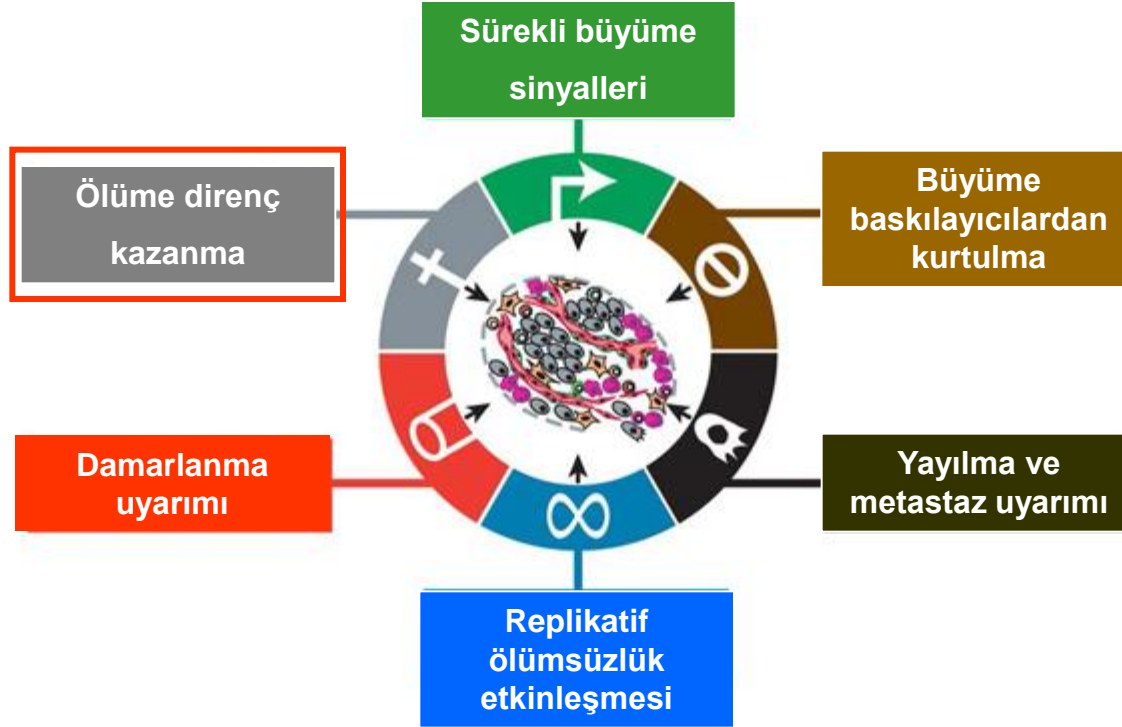 Sürekli büyüme
sinyalleri
Ölüme direnç
kazanma
Büyüme
baskılayıcılardan
kurtulma
Damarlanma
uyarımı
Yayılma ve
metastaz uyarımı
Replikatif
ölümsüzlük
etkinleşmesi